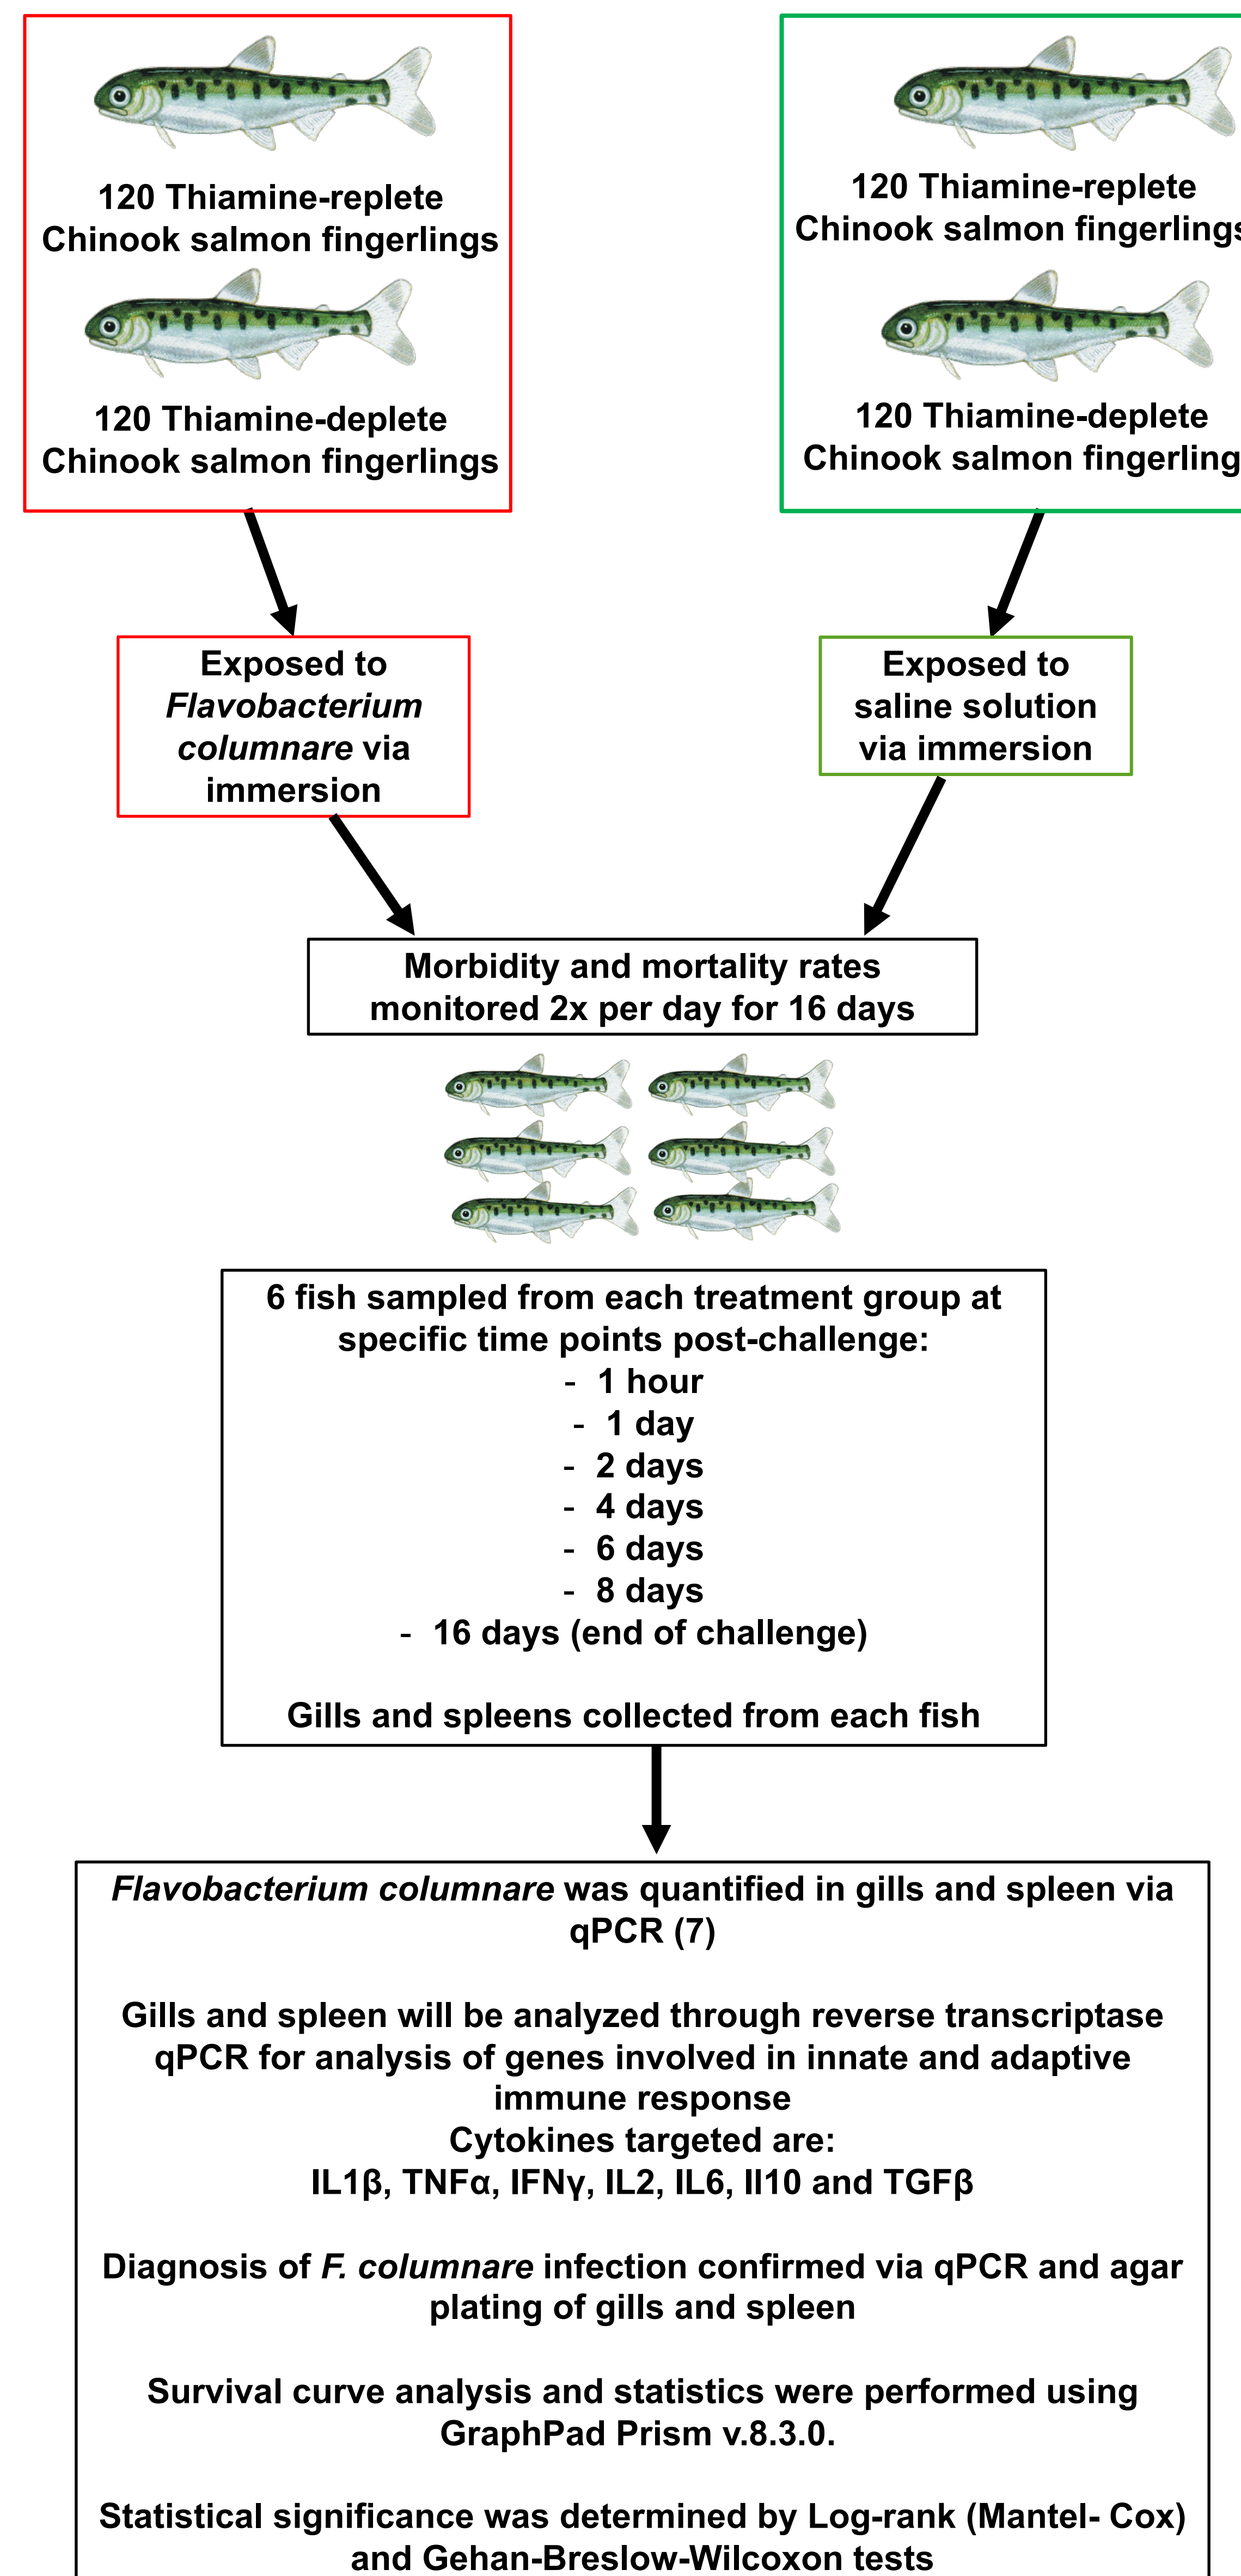 120 Thiamine-replete
Chinook salmon fingerlings
120 Thiamine-deplete
Chinook salmon fingerlings
120 Thiamine-replete
Chinook salmon fingerlings
120 Thiamine-deplete
Chinook salmon fingerling
Exposed to
Flavobacterium
columnare via
immersion
Exposed to
saline solution
via immersion
Morbidity and mortality rates
monitored 2x per day for 16 days
6 fish sampled from each treatment group at
specific time points post-challenge:
- 1 hour
- 1 day
- 2 days
- 4 days
- 6 days
- 8 days
- 16 days (end of challenge)
Gills and spleens collected from each fish
Flavobacterium columnare was quantified in gills and spleen via
qPCR (7)
Gills and spleen will be analyzed through reverse transcriptase
qPCR for analysis of genes involved in innate and adaptive
immune response
Cytokines targeted are:
IL1β, TNFα, IFNγ, IL2, IL6, Il10 and TGFβ
Diagnosis of F. columnare infection confirmed via qPCR and agar
plating of gills and spleen
Survival curve analysis and statistics were performed using
GraphPad Prism v.8.3.0.
Statistical significance was determined by Log-rank (Mantel- Cox)
and Gehan-Breslow-Wilcoxon tests